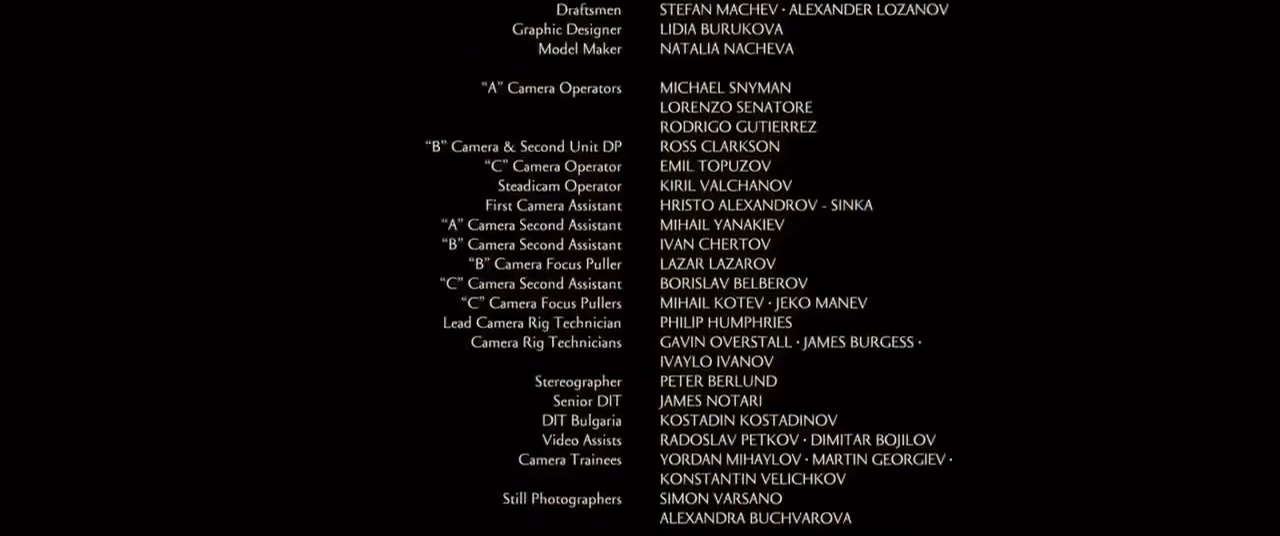 Draftsmen STEFAN MACHEV · ALEXANDER LOZANOV
Graphic Designer LIDIA BURUKOVA
Model Maker NATALIA NACHEVA
“A” Camera Operators MICHAEL SNYMAN
LORENZO SENATORE
RODRIGO GUTIERREZ
“B” Camera & Second Unit DP ROSS CLARKSON
“C” Camera Operator EMIL TOPUZOV
Steadicam Operator KIRIL VALCHANOV
First Camera Assistant HRISTO ALEXANDROV - SINKA
“A” Camera Second Assistant MIHAIL YANAKIEV
“B” Camera Second Assistant IVAN CHERTOV
“B” Camera Focus Puller LAZAR LAZAROV
“C” Camera Second Assistant BORISLAV BELBEROV
“C” Camera Focus Pullers MIHAIL KOTEV · JEKO MANEV
Lead Camera Rig Technician PHILIP HUMPHRIES
Camera Rig Technicians GAVIN OVERSTALL · JAMES BURGESS ·
IVAYLO IVANOV
Stereographer PETER BERLUND
Senior DIT JAMES NOTARI
DIT Bulgaria KOSTADIN KOSTADINOV
Video Assists RADOSLAV PETKOV · DIMITAR BOJILOV
Camera Trainees YORDAN MIHAYLOV · MARTIN GEORGIEV ·
KONSTANTIN VELICHKOV
Still Photographers SIMON VARSANO
ALEXANDRA BUCHVAROVA